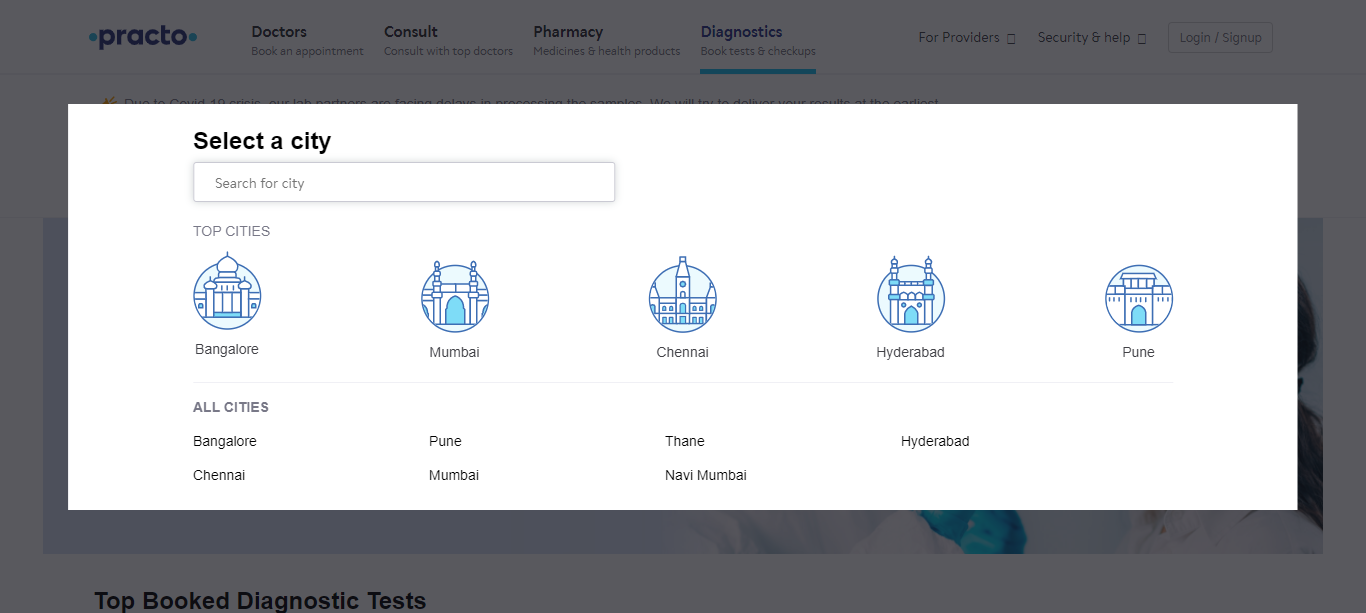 practo
Doctors
Book an appointment
Consult
Consult with top doctors
Pharmacy
Medicines & health products
Diagnostics
Book tests & checkups
For Providers
Security & help
Login / Signup
Due to Covid-19 crisis, our lab partners are facing delays in processing the samples. We will try to deliver your results at the earliest
Select a city
Search for city
TOP CITIES
Bangalore
Mumbai
Chennai
Hyderabad
Pune
ALL CITIES
Bangalore Pune Thane Hyderabad
Chennai Mumbai Navi Mumbai
Top Booked Diagnostic Tests